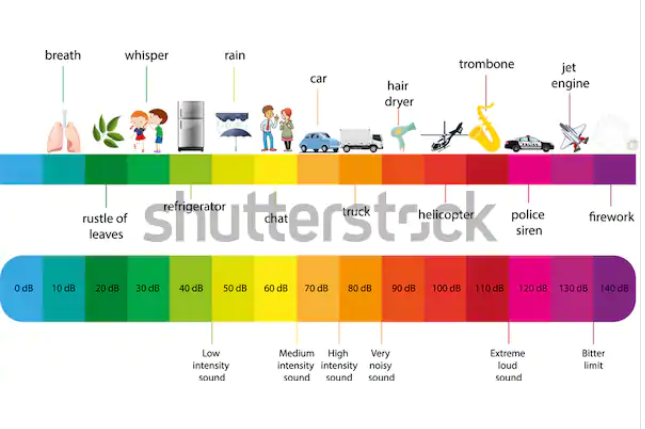 breath
whisper
rain
car
hair
dryer
trombone
jet
engine
POLICE
rustle of
leaves
refrigerator
chat
truck
helicopter
police
siren
firework
shutterstock
0 dB
10 dB
20 dB
30 dB
40 dB
50 dB
60 dB
70 dB
80 dB
90 dB
100 dB
110 dB
120 dB
130 dB
140 dB
Low
intensity
sound
Medium
intensity
sound
High
intensity
sound
Very
noisy
sound
Extreme
loud
sound
Bitter
limit